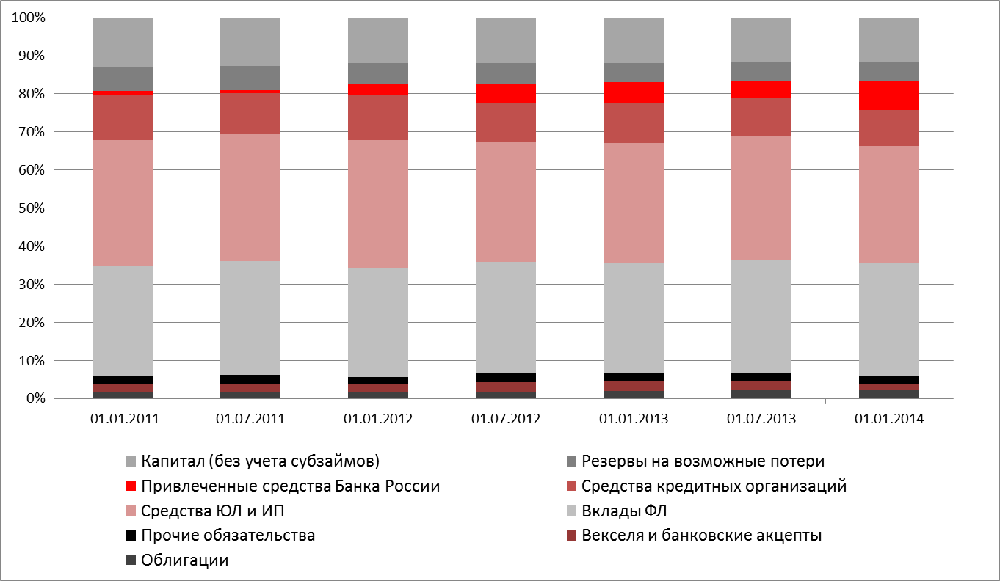 100%
90%
80%
70%
60%
50%
40%
30%
20%
10%
0%
01.01.2011 01.07.2011 01.01.2012 01.07.2012 01.01.2013 01.07.2013 01.01.2014
Капитал (без учета субзаймов) Резервы на возможные потери
Привлеченные средства Банка России Средства кредитных организаций
Средства ЮЛ и ИП Вклады ФЛ
Прочие обязательства Векселя и банковские акцепты
Облигации